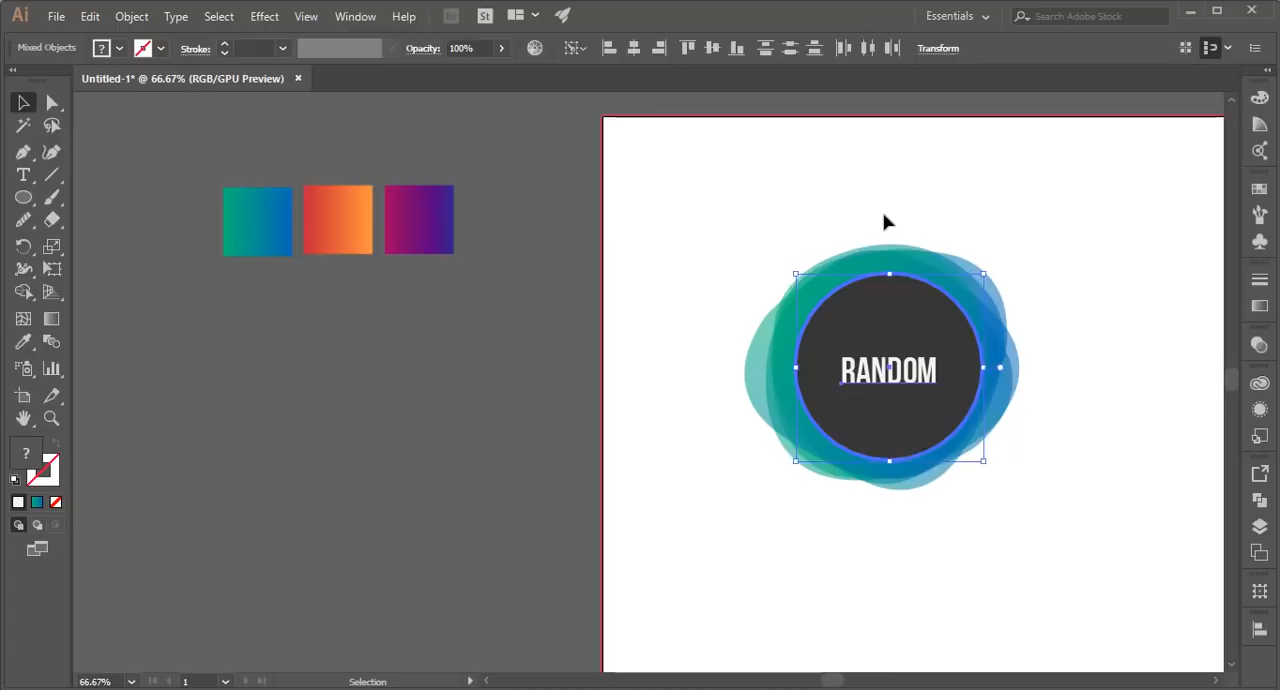 Ai File Edit Object Type Select Effect View Window Help Br St Essentials Search Adobe Stock
Mixed Objects ? Stroke: Opacity: 100% Transform
Untitled-1* @ 66.67% (RGB/GPU Preview) ×
RANDOM
?
66.67% 1 Selection